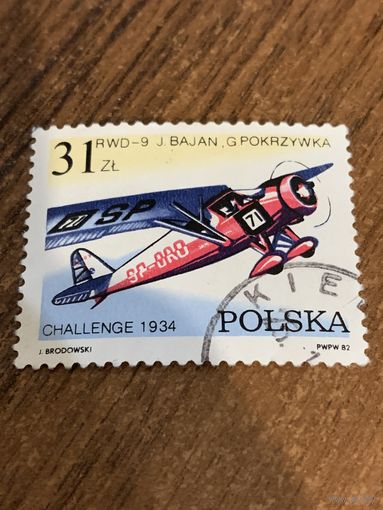 31 ZŁ
RWD-9 J. BAJAN, G. POKRZYWKA
SP
71
SP-DRD
CHALLENGE 1934
POLSKA
KIE
J. BRODOWSKI
PWPW 82